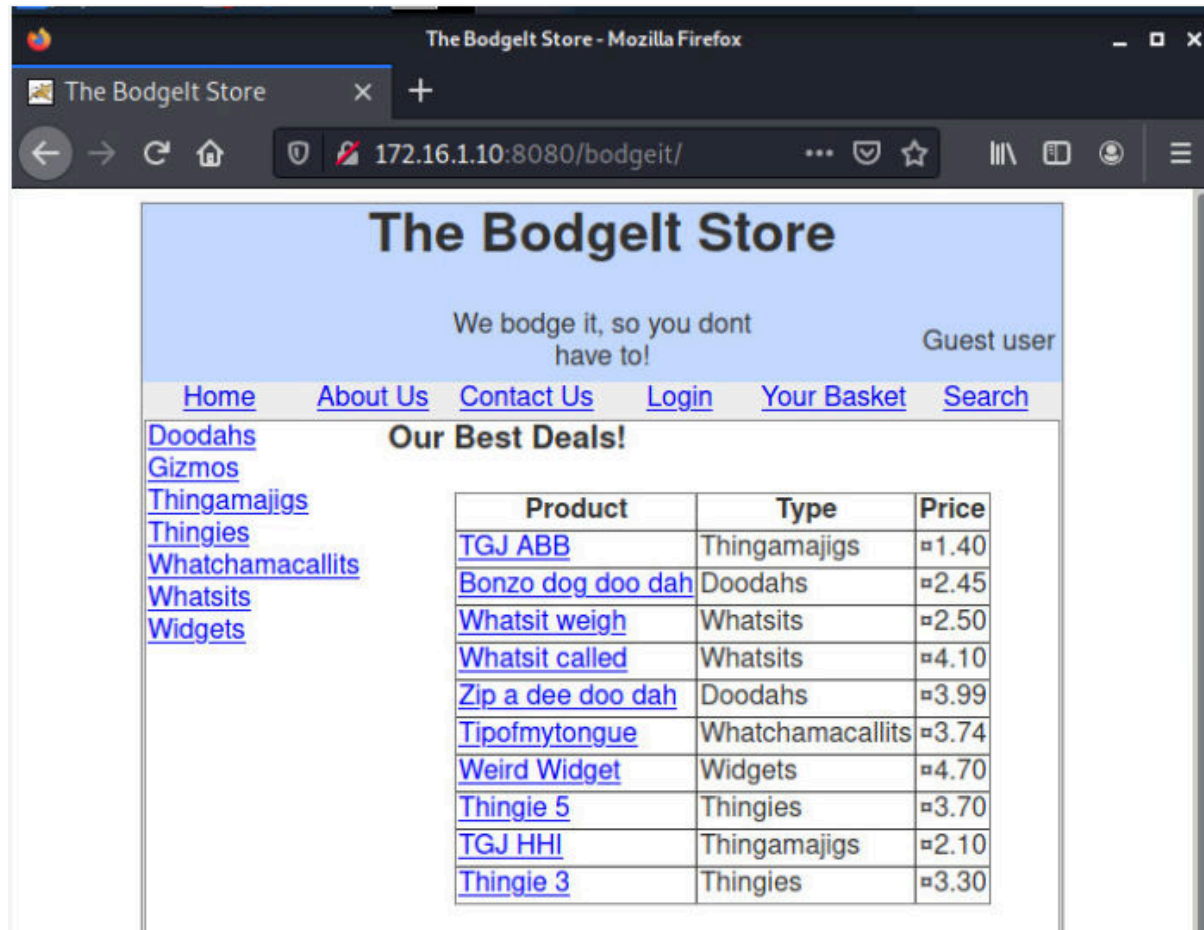 The BodgeIt Store - Mozilla Firefox
The BodgeIt Store
172.16.1.10:8080/bodgeit/
The BodgeIt Store
We bodge it, so you dont
have to!
Guest user
Home About Us Contact Us Login Your Basket Search
Doodahs
Gizmos
Thingamajigs
Thingies
Whatchamacallits
Whatsits
Widgets
Our Best Deals!
Product Type Price
TGJ ABB Thingamajigs ¤1.40
Bonzo dog doo dah Doodahs ¤2.45
Whatsit weigh Whatsits ¤2.50
Whatsit called Whatsits ¤4.10
Zip a dee doo dah Doodahs ¤3.99
Tipofmytongue Whatchamacallits ¤3.74
Weird Widget Widgets ¤4.70
Thingie 5 Thingies ¤3.70
TGJ HHI Thingamajigs ¤2.10
Thingie 3 Thingies ¤3.30